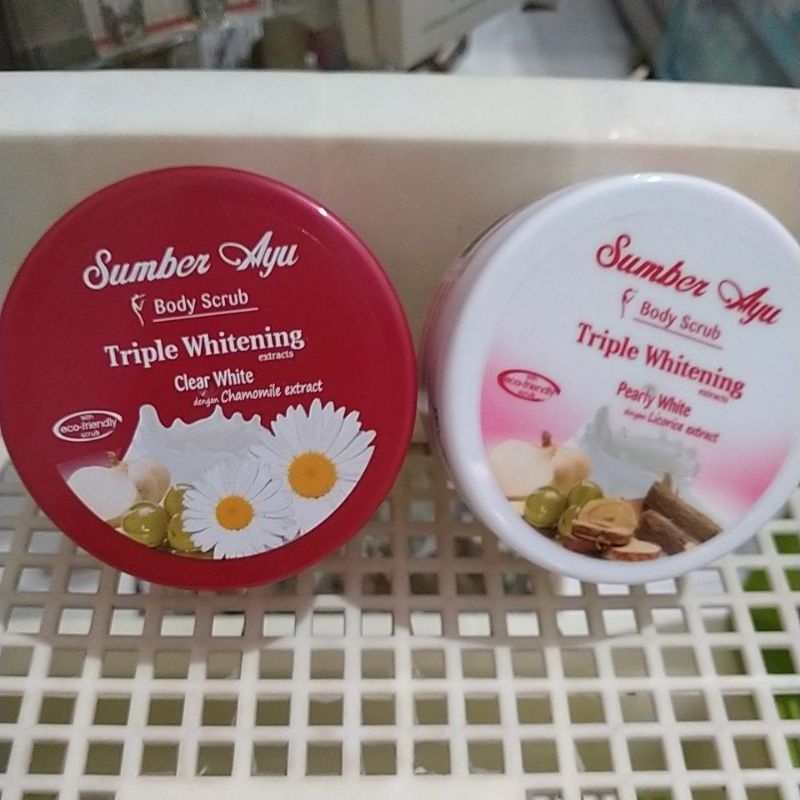 Sumber Ayu
Body Scrub
Triple Whitening
extracts
Clear White
dengan Chamomile extract
with
eco-friendly
scrub
Sumber Ayu
Body Scrub
Triple Whitening
extracts
Pearly White
dengan Licorice extract
with
eco-friendly
scrub